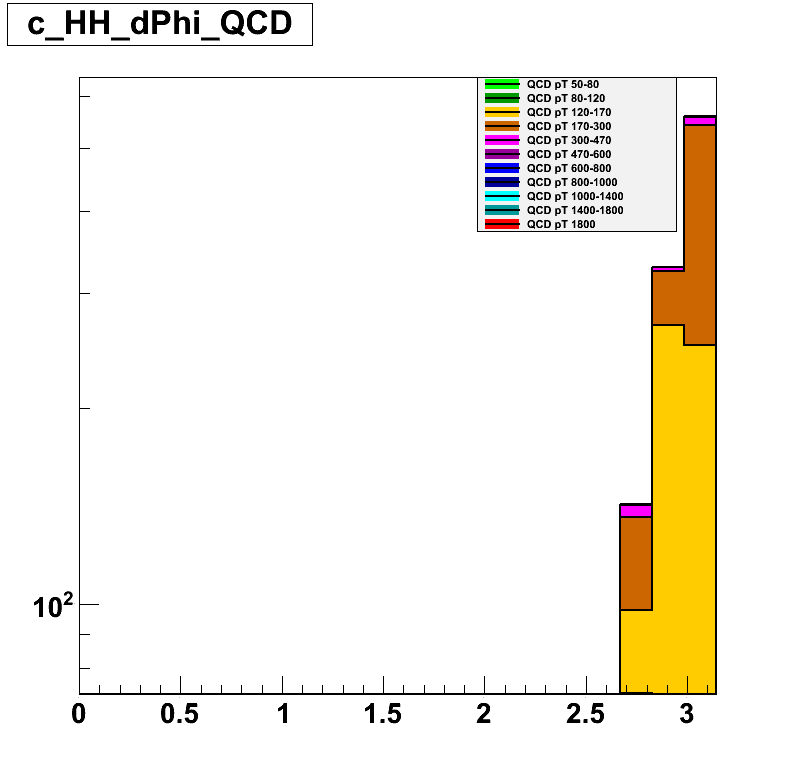 c_HH_dPhi_QCD
QCD pT 50-80
QCD pT 80-120
QCD pT 120-170
QCD pT 170-300
QCD pT 300-470
QCD pT 470-600
QCD pT 600-800
QCD pT 800-1000
QCD pT 1000-1400
QCD pT 1400-1800
QCD pT 1800
10²
0 0.5 1 1.5 2 2.5 3